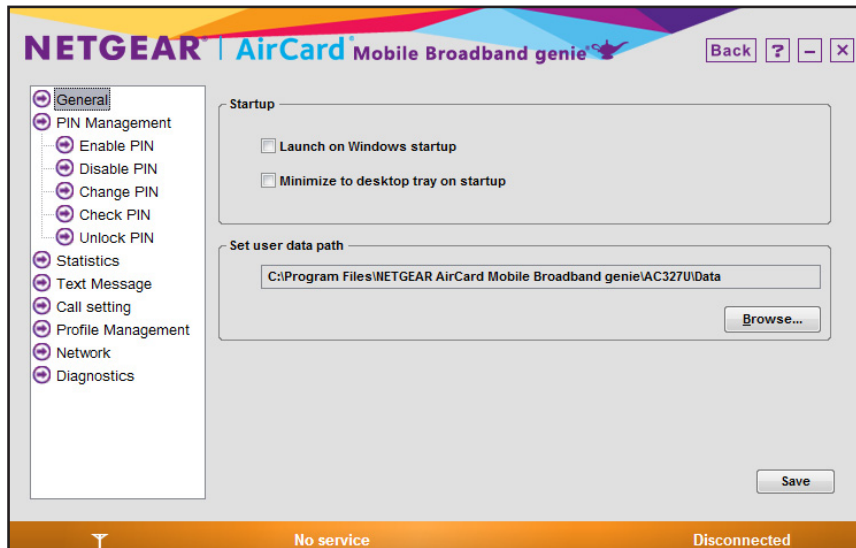 NETGEAR® | AirCard® Mobile Broadband genie®
Back ? – X
General
PIN Management
Enable PIN
Disable PIN
Change PIN
Check PIN
Unlock PIN
Statistics
Text Message
Call setting
Profile Management
Network
Diagnostics
Startup
Launch on Windows startup
Minimize to desktop tray on startup
Set user data path
C:\Program Files\NETGEAR AirCard Mobile Broadband genie\AC327U\Data
Browse...
Save
No service Disconnected